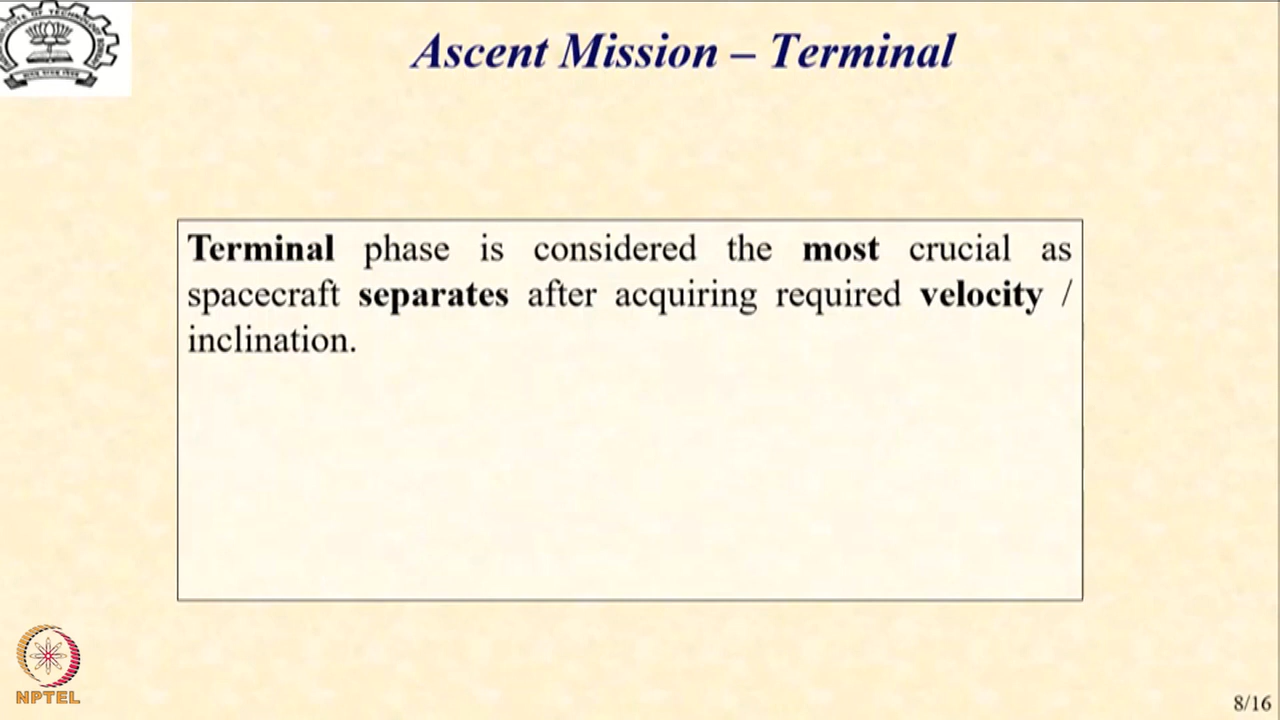 Ascent Mission – Terminal
Terminal phase is considered the most crucial as
spacecraft separates after acquiring required velocity /
inclination.
NPTEL
8/16